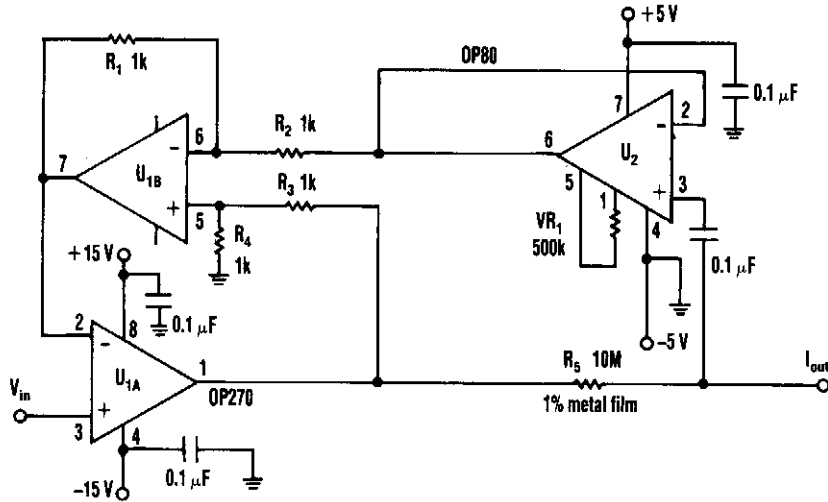 +5 V
R1 1k
OP80
0.1 µF
7
2
−
6
R2 1k
6
U2
7
U1B
−
R3 1k
5
+
3
1
+
5
R4
1k
VR1
500k
4
0.1 µF
+15 V
0.1 µF
2
−
8
−5 V
Vin
U1A
1
OP270
R5 10M
1% metal film
Iout
+
3
4
0.1 µF
−15 V